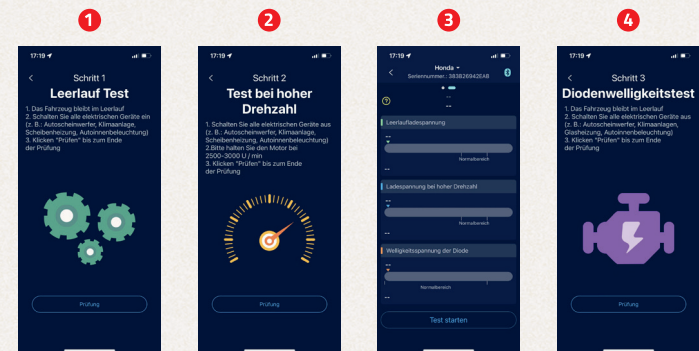 1
17:19
Schritt 1
Leerlauf Test
1. Das Fahrzeug bleibt im Leerlauf
2. Schalten Sie alle elektrischen Geräte ein
(z. B.: Autoscheinwerfer, Klimaanlage,
Scheibenheizung, Autoinnenbeleuchtung)
3. Klicken "Prüfen" bis zum Ende
der Prüfung
Prüfung
2
17:19
Schritt 2
Test bei hoher
Drehzahl
1. Schalten Sie alle elektrischen Geräte aus
(z. B.: Autoscheinwerfer, Klimaanlage,
Scheibenheizung, Autoinnenbeleuchtung)
2.Bitte halten Sie den Motor bei
2500-3000 U / min
3. Klicken "Prüfen" bis zum Ende
der Prüfung
Prüfung
3
17:19
Honda
Seriennummer.: 383B26942EAB
--
--
Leerlaufladespannung
--
Normalbereich
--
Ladespannung bei hoher Drehzahl
--
Normalbereich
--
Welligkeitsspannung der Diode
--
Normalbereich
--
Test starten
4
17:19
Schritt 3
Diodenwelligkeitstest
1. Das Fahrzeug bleibt im Leerlauf
2. Schalten Sie alle elektrischen Geräte aus
(z. B.: Autoscheinwerfer, Klimaanlagen,
Glasheizung, Autoinnenbeleuchtung)
3. Klicken "Prüfen" bis zum Ende
der Prüfung
Prüfung